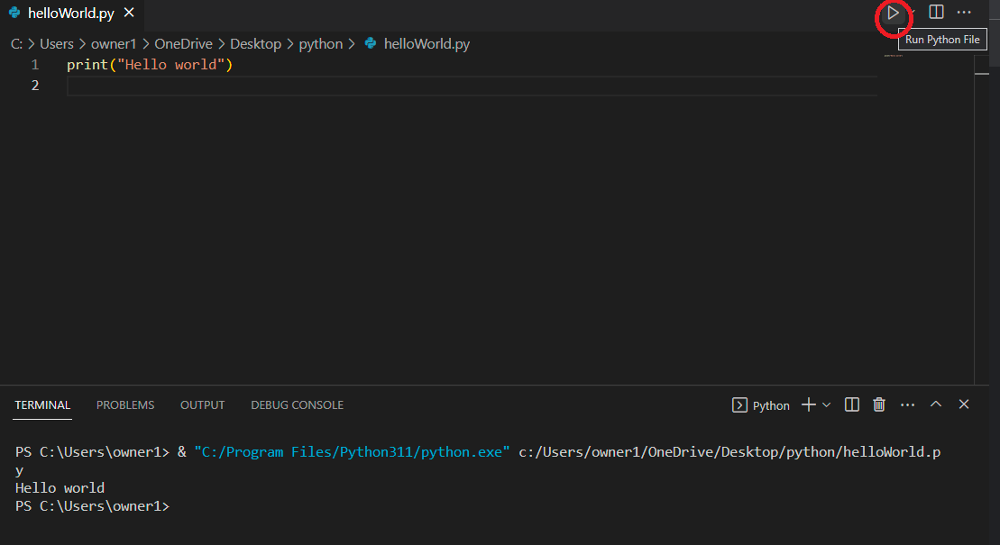 helloWorld.py
C: > Users > owner1 > OneDrive > Desktop > python > helloWorld.py
Run Python File
1 print("Hello world")
2
TERMINAL PROBLEMS OUTPUT DEBUG CONSOLE Python
PS C:\Users\owner1> & "C:/Program Files/Python311/python.exe" c:/Users/owner1/OneDrive/Desktop/python/helloWorld.p
y
Hello world
PS C:\Users\owner1>